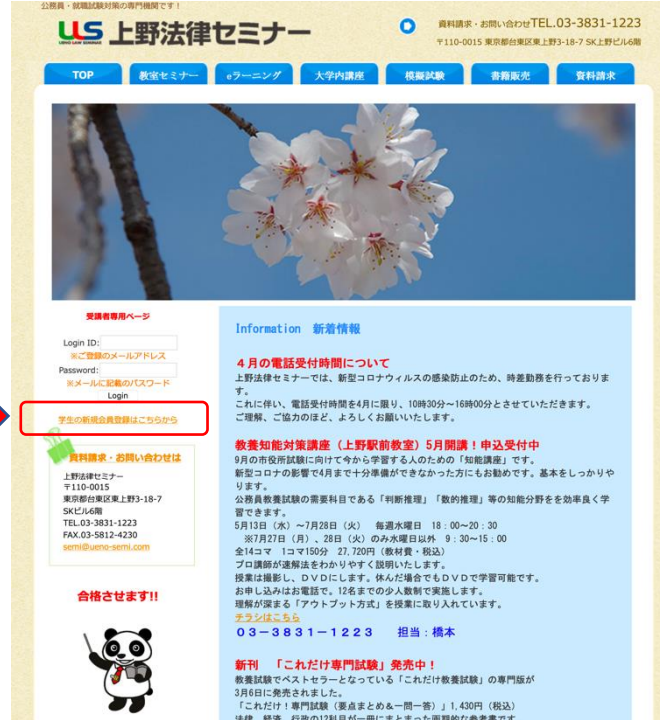 公務員・就職試験対策の専門機関です！
ULS 上野法律セミナー
UENO LAW SEMINAR
資料請求・お問い合わせTEL.03-3831-1223
〒110-0015 東京都台東区東上野3-18-7 SK上野ビル6階
TOP 教室セミナー eラーニング 大学内講座 模擬試験 書籍販売 資料請求
受講者専用ページ
Login ID:
※ご登録のメールアドレス
Password:
※メールに記載のパスワード
Login
学生の新規会員登録はこちらから
資料請求・お問い合わせは
上野法律セミナー
〒110-0015
東京都台東区東上野3-18-7
SKビル6階
TEL.03-3831-1223
FAX.03-5812-4230
semi@ueno-semi.com
合格させます!!
Information 新着情報
４月の電話受付時間について
上野法律セミナーでは、新型コロナウィルスの感染防止のため、時差勤務を行っておりま
す。
これに伴い、電話受付時間を4月に限り、10時30分～16時00分とさせていただきます。
ご理解、ご協力のほど、よろしくお願いいたします。
教養知能対策講座（上野駅前教室）5月開講！申込受付中
9月の市役所試験に向けて今から学習する人のための「知能講座」です。
新型コロナの影響で4月まで十分準備ができなかった方にもお勧めです。基本をしっかりや
ります。
公務員教養試験の需要科目である「判断推理」「数的推理」等の知能分野をを効率良く学
習できます。
5月13日（水）～7月28日（火） 毎週水曜日 18：00～20：30
※7月27日（月）、28日（火）のみ水曜日以外 9：30～15：00
全14コマ 1コマ150分 27,720円（教材費・税込）
プロ講師が速解法をわかりやすく説明いたします。
授業は撮影し、ＤＶＤにします。休んだ場合でもＤＶＤで学習可能です。
お申し込みはお電話で。12名までの少人数制で実施します。
理解が深まる「アウトプット方式」を授業に取り入れています。
チラシはこちら
０３－３８３１－１２２３ 担当：橋本
新刊 「これだけ専門試験」発売中！
教養試験でベストセラーとなっている「これだけ教養試験」の専門版が
3月6日に発売されました。
「これだけ！専門試験（要点まとめ＆一問一答）」1,430円（税込）
法律、経済、行政の12科目が一冊にまとまった画期的な参考書です。